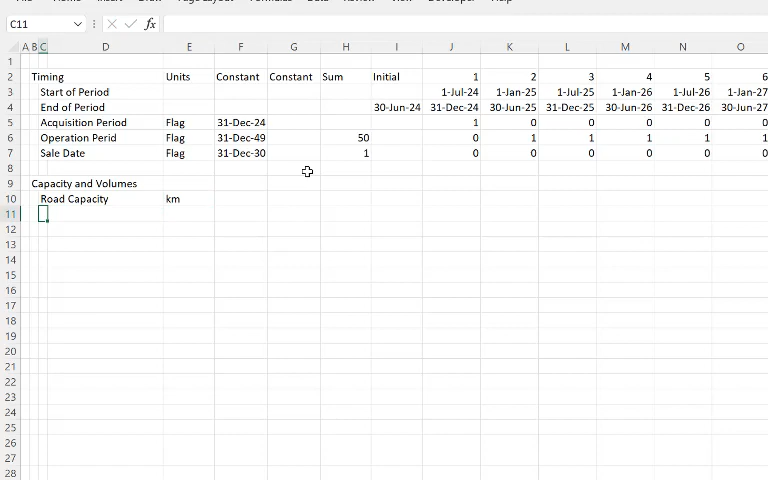 C11 fx
A B C D E F G H I J K L M N O
1
2 Timing Units Constant Constant Sum Initial 1 2 3 4 5 6
3 Start of Period 1-Jul-24 1-Jan-25 1-Jul-25 1-Jan-26 1-Jul-26 1-Jan-27
4 End of Period 30-Jun-24 31-Dec-24 30-Jun-25 31-Dec-25 30-Jun-26 31-Dec-26 30-Jun-27
5 Acquisition Period Flag 31-Dec-24 1 0 0 0 0 0
6 Operation Perid Flag 31-Dec-49 50 0 1 1 1 1 1
7 Sale Date Flag 31-Dec-30 1 0 0 0 0 0 0
8
9 Capacity and Volumes
10 Road Capacity km
11
12
13
14
15
16
17
18
19
20
21
22
23
24
25
26
27
28